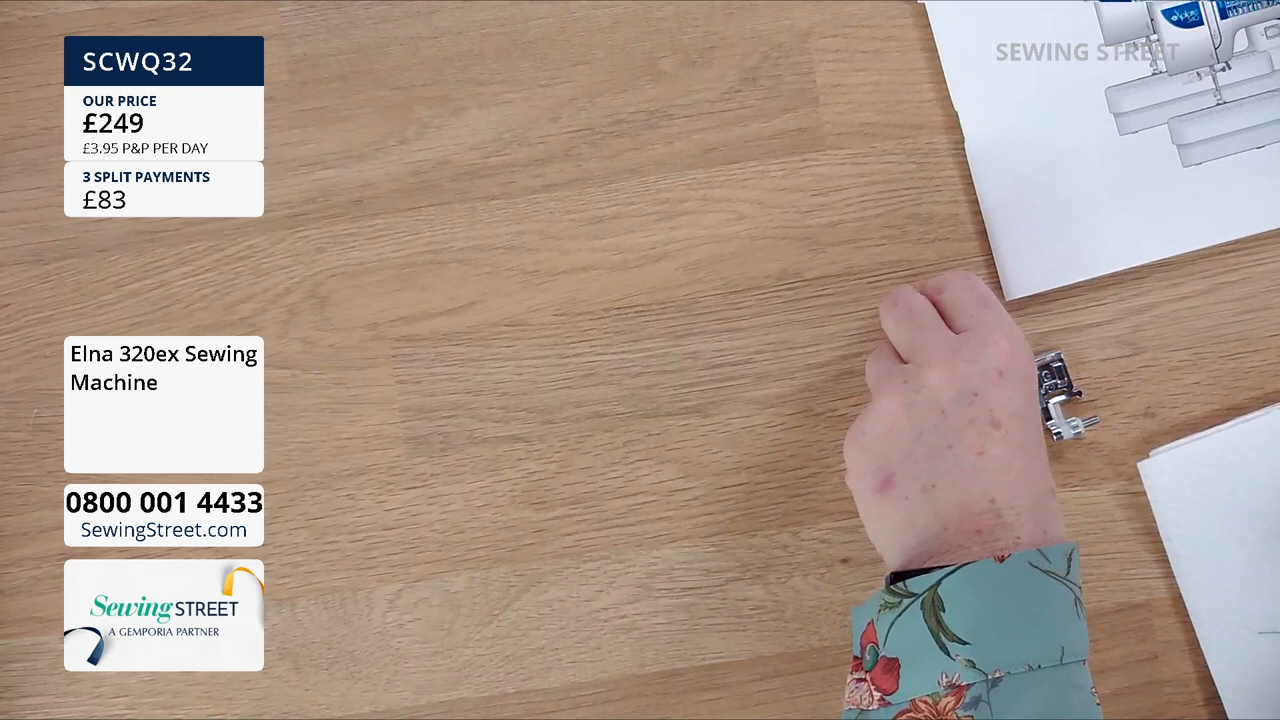 SCWQ32
OUR PRICE
£249
£3.95 P&P PER DAY
3 SPLIT PAYMENTS
£83
Elna 320ex Sewing
Machine
0800 001 4433
SewingStreet.com
Sewing STREET
A GEMPORIA PARTNER
SEWING STREET
eXplore